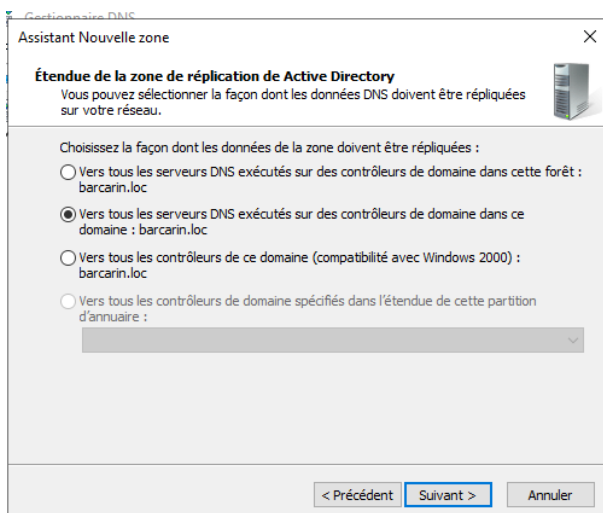 Gestionnaire DNS
Assistant Nouvelle zone
Étendue de la zone de réplication de Active Directory
Vous pouvez sélectionner la façon dont les données DNS doivent être répliquées
sur votre réseau.
Choisissez la façon dont les données de la zone doivent être répliquées :
Vers tous les serveurs DNS exécutés sur des contrôleurs de domaine dans cette forêt :
barcarin.loc
Vers tous les serveurs DNS exécutés sur des contrôleurs de domaine dans ce
domaine : barcarin.loc
Vers tous les contrôleurs de ce domaine (compatibilité avec Windows 2000) :
barcarin.loc
Vers tous les contrôleurs de domaine spécifiés dans l'étendue de cette partition
d'annuaire :
< Précédent Suivant > Annuler